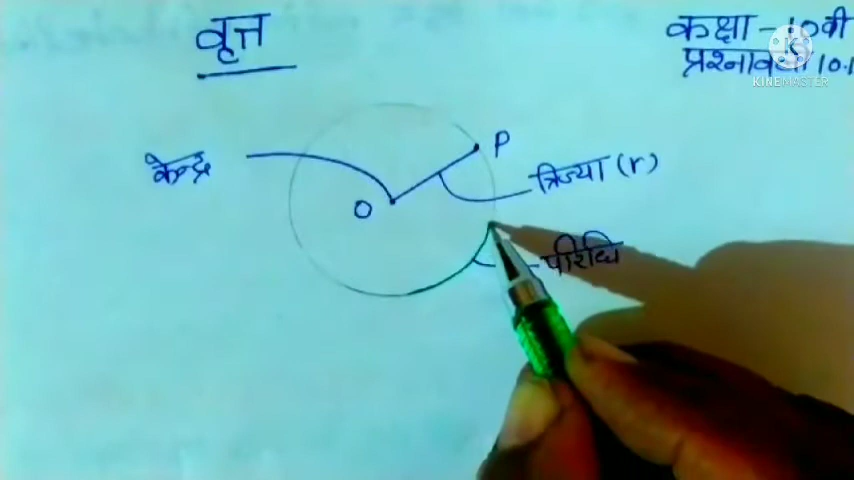 वृत्त
कक्षा - 10वी
प्रश्नावली 10.1
KINEMASTER
केन्द्र
P
त्रिज्या (r)
O
परिधि